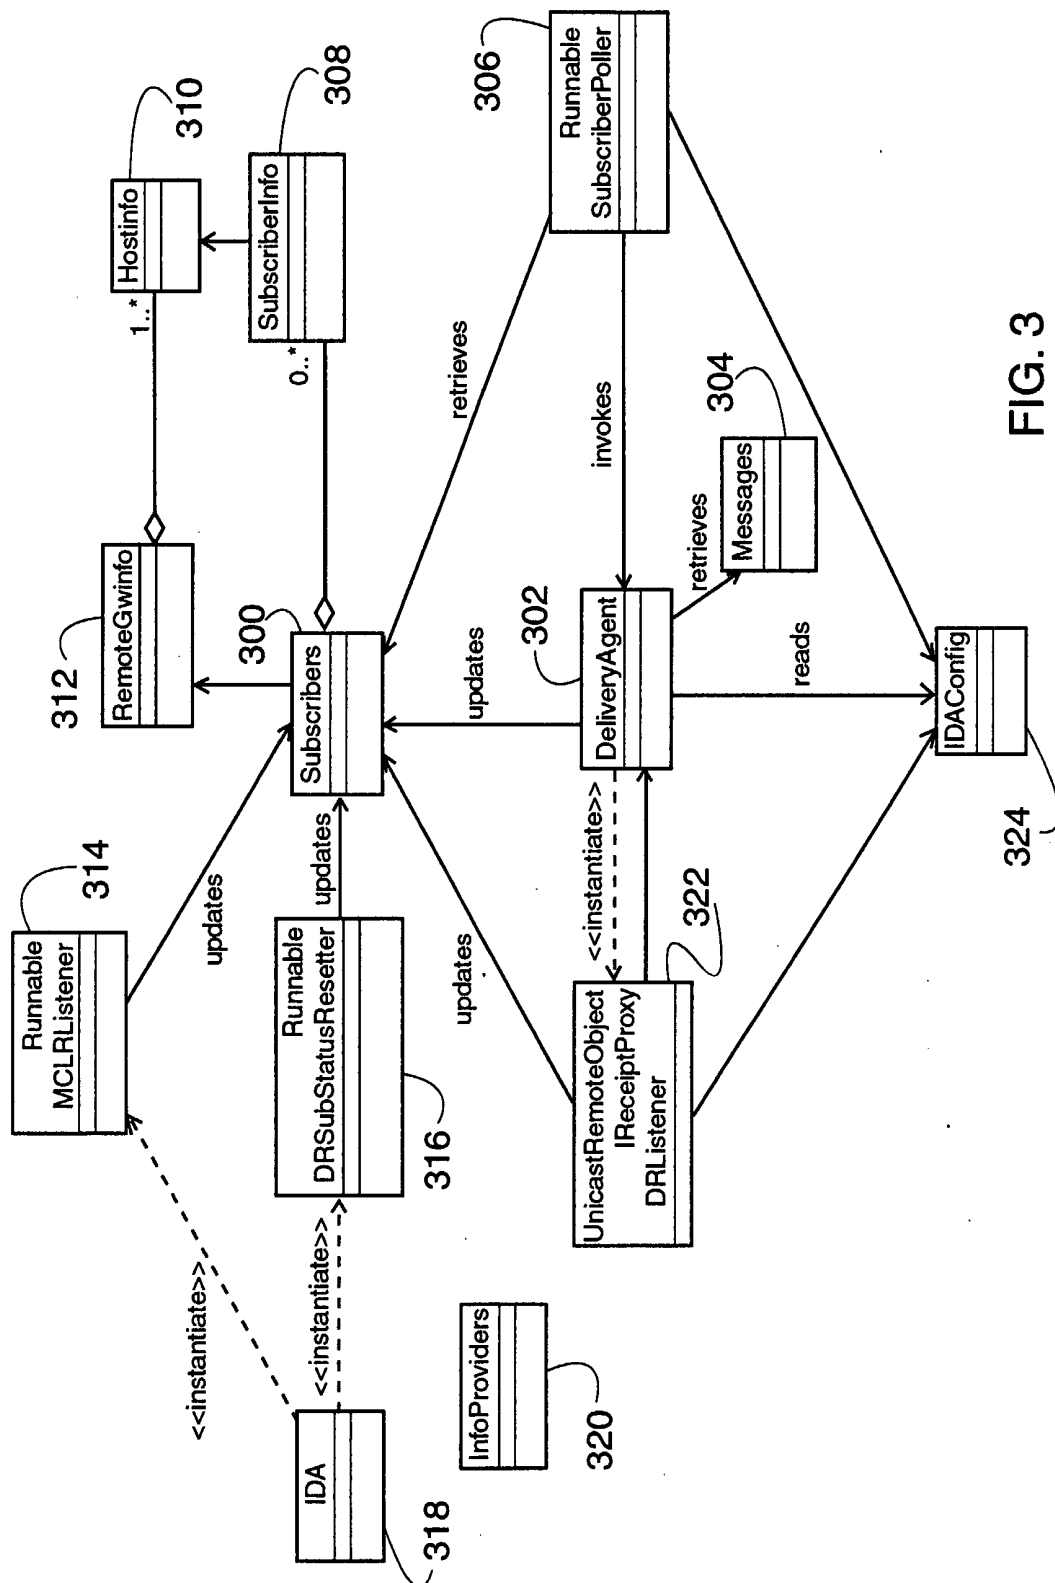 Runnable
MCLRListener
314
RemoteGwinfo
312
1..*
Hostinfo
310
<<instantiate>>
updates
IDA
318
<<instantiate>>
Runnable
DRSubStatusResetter
316
updates
Subscribers
300
0..*
SubscriberInfo
308
InfoProviders
320
updates
updates
retrieves
UnicastRemoteObject
IReceiptProxy
DRListener
322
<<instantiate>>
DeliveryAgent
302
invokes
Runnable
SubscriberPoller
306
retrieves
Messages
304
reads
IDAConfig
324
FIG. 3